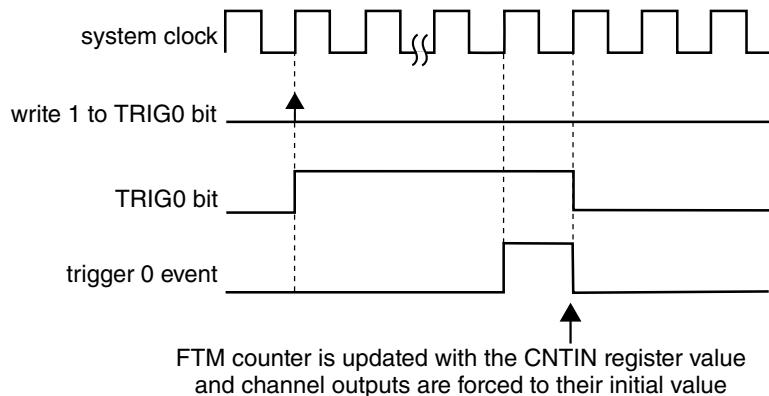 system clock
write 1 to TRIG0 bit
TRIG0 bit
trigger 0 event
FTM counter is updated with the CNTIN register value
and channel outputs are forced to their initial value